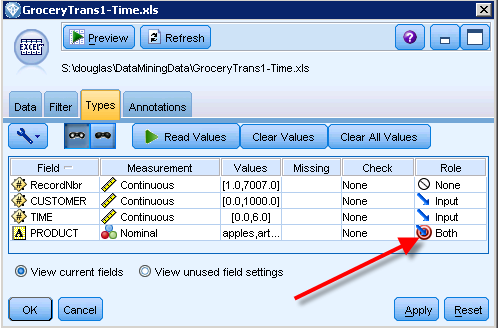 GroceryTrans1-Time.xls
EXCEL
Preview Refresh ?
S:\douglas\DataMiningData\GroceryTrans1-Time.xls
Data Filter Types Annotations
Read Values Clear Values Clear All Values
Field Measurement Values Missing Check Role
RecordNbr Continuous [1.0,7007.0] None None
CUSTOMER Continuous [0.0,1000.0] None Input
TIME Continuous [0.0,6.0] None Input
A PRODUCT Nominal apples,art... None Both
View current fields View unused field settings
OK Cancel Apply Reset